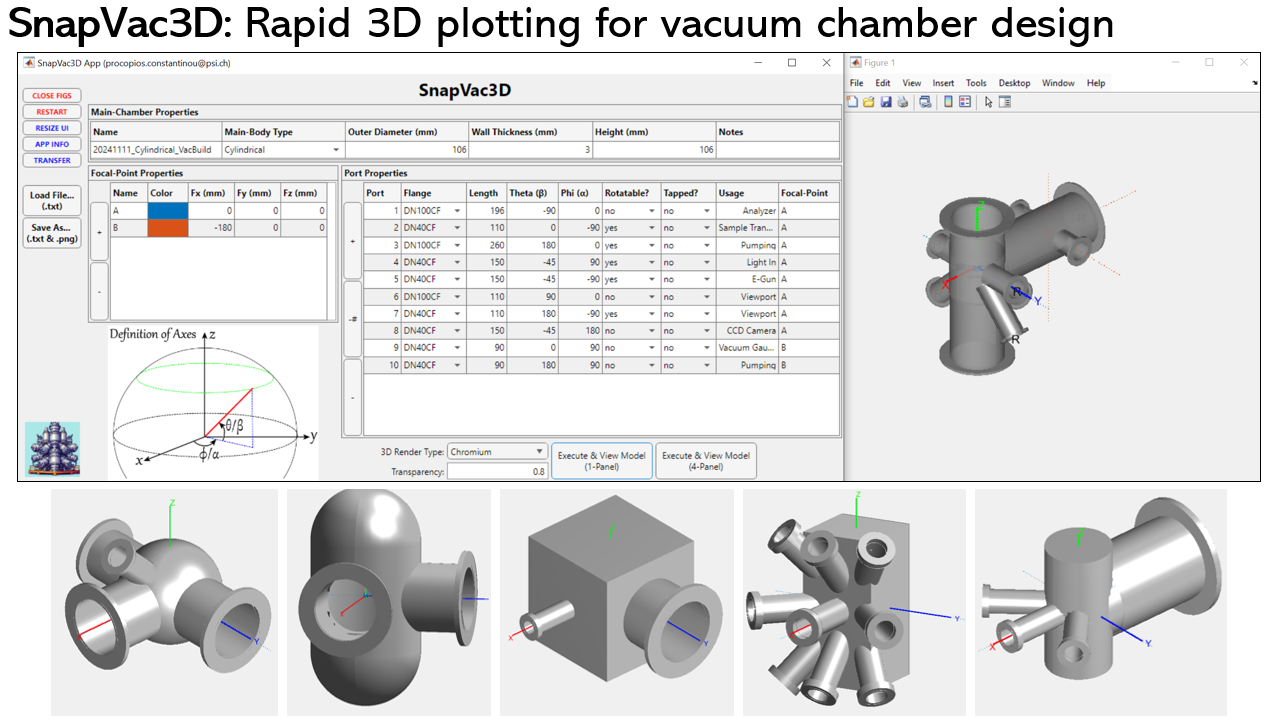 SnapVac3D: Rapid 3D plotting for vacuum chamber design
SnapVac3D App (procopios.constantinou@psi.ch)
SnapVac3D
CLOSE FIGS
RESTART
RESIZE UI
APP INFO
TRANSFER
Load File...
(.txt)
Save As...
(.txt & .png)
Main-Chamber Properties
Name Main-Body Type Outer Diameter (mm) Wall Thickness (mm) Height (mm) Notes
20241111_Cylindrical_VacBuild Cylindrical 106 3 106
Focal-Point Properties
Name Color Fx (mm) Fy (mm) Fz (mm)
A 0 0 0
B -180 0 0
+
-
Definition of Axes
z
y
x
θ/β
ϕ/α
Port Properties
Port Flange Length Theta (β) Phi (α) Rotatable? Tapped? Usage Focal-Point
1 DN100CF 196 -90 0 no no Analyzer A
2 DN40CF 110 0 -90 yes no Sample Tran... A
3 DN100CF 260 180 0 yes no Pumping A
4 DN40CF 150 -45 90 yes no Light In A
5 DN40CF 150 -45 -90 yes no E-Gun A
6 DN100CF 110 90 0 no no Viewport A
7 DN40CF 110 180 -90 yes no Viewport A
8 DN40CF 150 -45 180 no no CCD Camera A
9 DN40CF 90 0 90 no no Vacuum Gau... B
10 DN40CF 90 180 90 no no Pumping B
+
-#
-
3D Render Type: Chromium
Transparency: 0.8
Execute & View Model
(1-Panel)
Execute & View Model
(4-Panel)
Figure 1
File Edit View Insert Tools Desktop Window Help
Z
X
R
Y
R
Z
X
Y
Z
X
Y
Z
X
Y
Z
X
Y